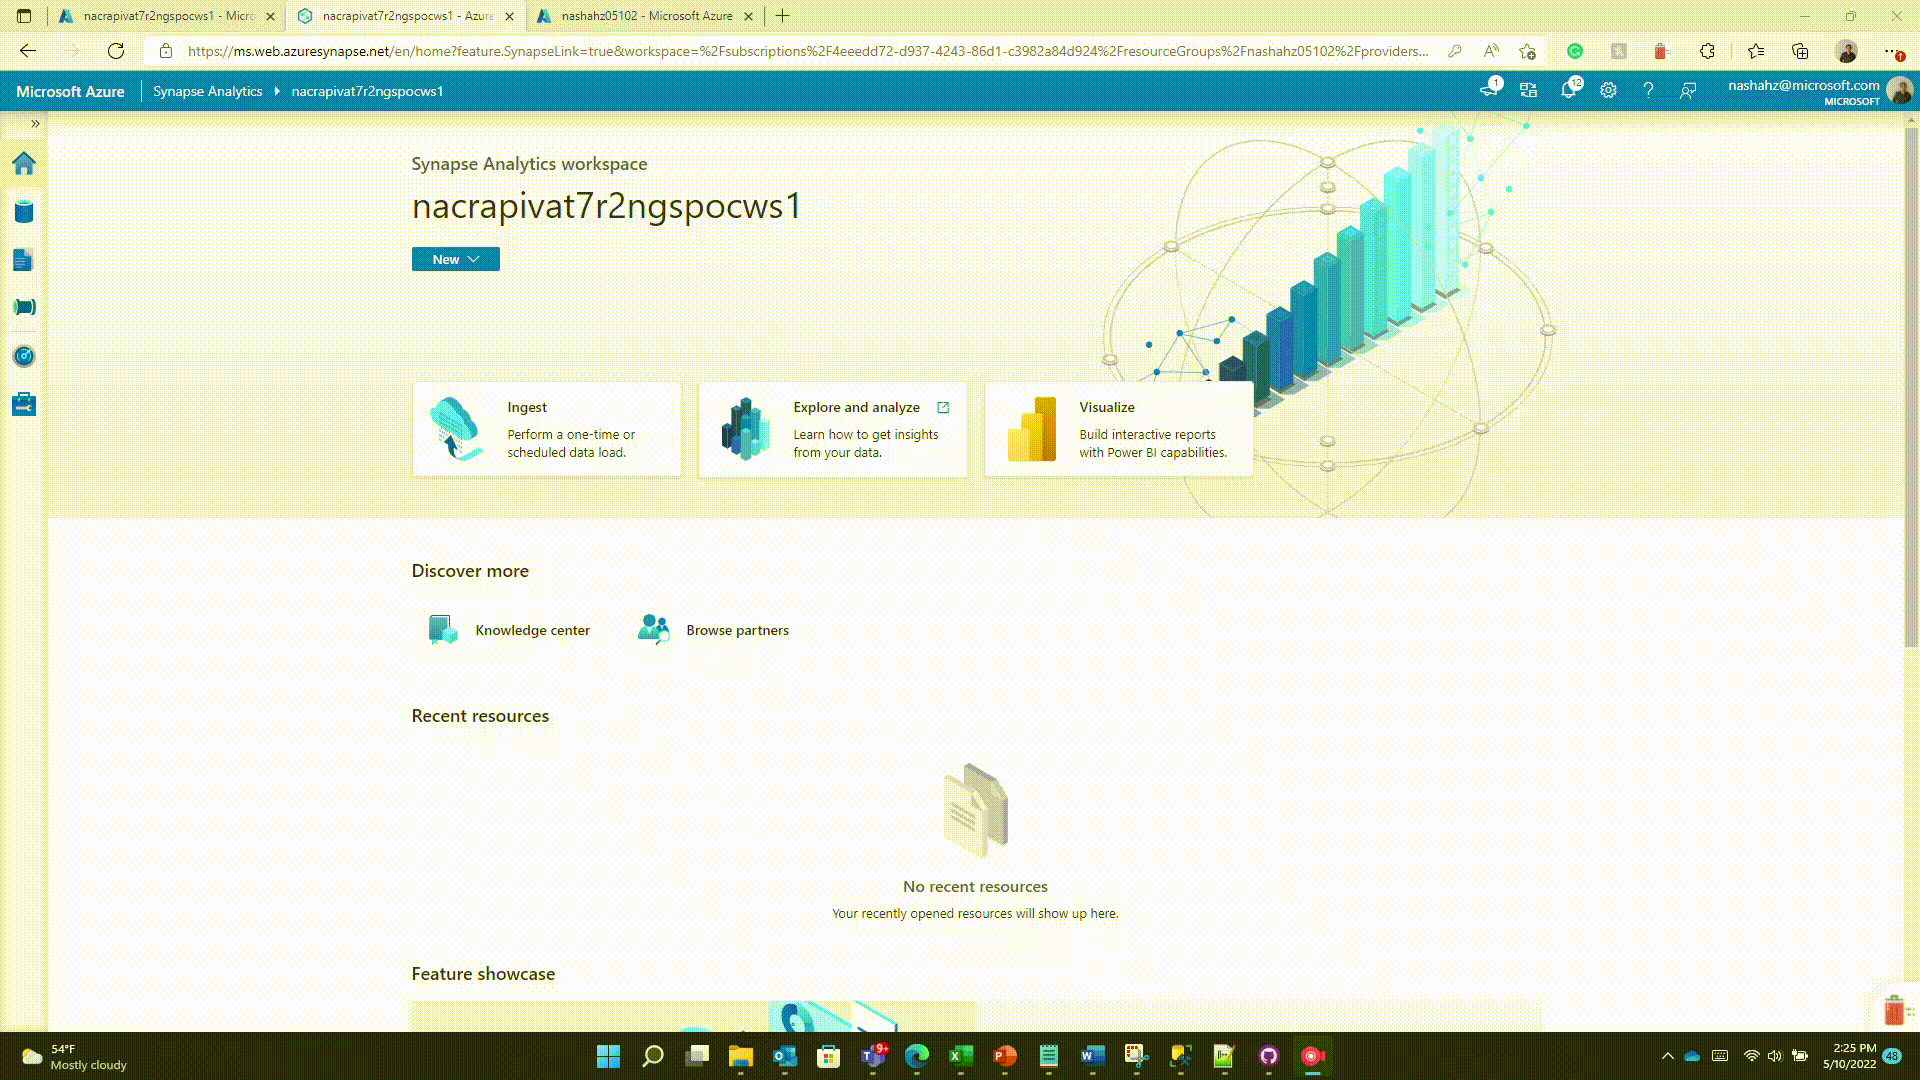 nacrapivat7r2ngspocws1 - Micro
nacrapivat7r2ngspocws1 - Azure
nashahz05102 - Microsoft Azure
https://ms.web.azuresynapse.net/en/home?feature.SynapseLink=true&workspace=%2Fsubscriptions%2F4eeedd72-d937-4243-86d1-c3982a84d924%2FresourceGroups%2Fnashahz05102%2Fproviders...
Microsoft Azure
Synapse Analytics
nacrapivat7r2ngspocws1
1
12
nashahz@microsoft.com
MICROSOFT
Synapse Analytics workspace
nacrapivat7r2ngspocws1
New
Ingest
Perform a one-time or
scheduled data load.
Explore and analyze
Learn how to get insights
from your data.
Visualize
Build interactive reports
with Power BI capabilities.
Discover more
Knowledge center
Browse partners
Recent resources
No recent resources
Your recently opened resources will show up here.
Feature showcase
54°F
Mostly cloudy
9+
2:25 PM
5/10/2022
48